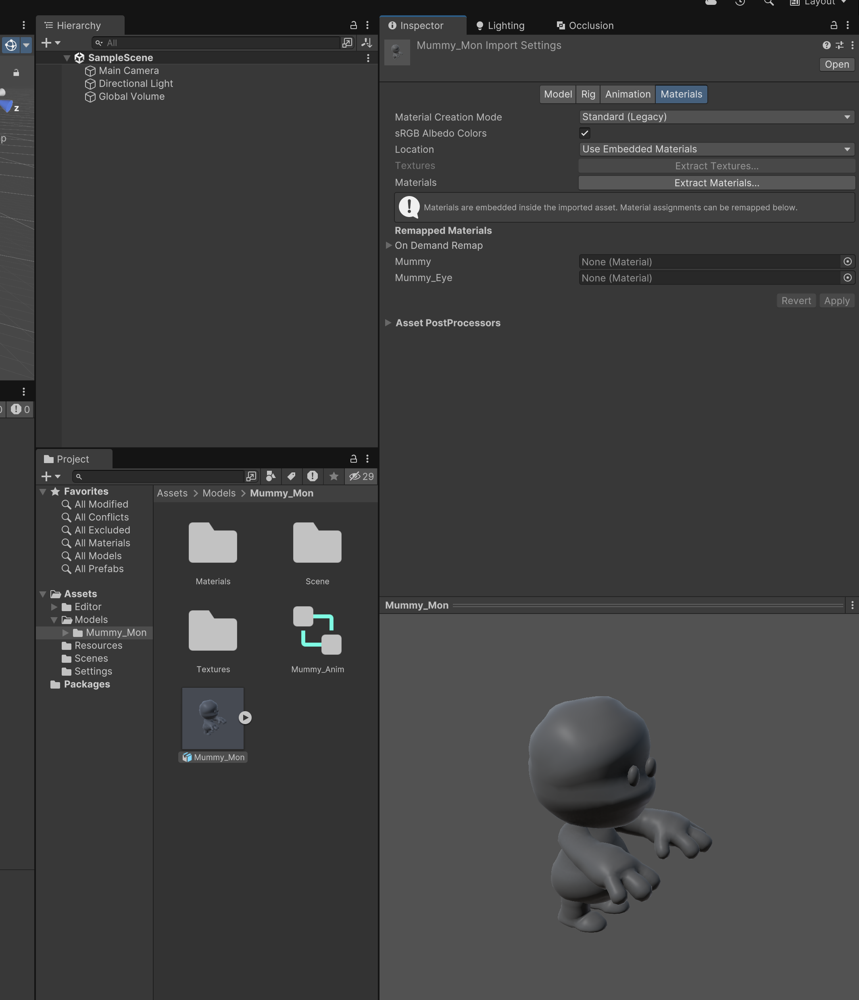 Layout
Hierarchy
All
SampleScene
Main Camera
Directional Light
Global Volume
z
p
0
Project
29
Favorites
All Modified
All Conflicts
All Excluded
All Materials
All Models
All Prefabs
Assets
Editor
Models
Mummy_Mon
Resources
Scenes
Settings
Packages
Assets > Models > Mummy_Mon
Materials
Scene
Textures
Mummy_Anim
Mummy_Mon
Inspector
Lighting
Occlusion
Mummy_Mon Import Settings
Open
Model Rig Animation Materials
Material Creation Mode Standard (Legacy)
sRGB Albedo Colors
Location Use Embedded Materials
Textures Extract Textures...
Materials Extract Materials...
Materials are embedded inside the imported asset. Material assignments can be remapped below.
Remapped Materials
On Demand Remap
Mummy None (Material)
Mummy_Eye None (Material)
Revert Apply
Asset PostProcessors
Mummy_Mon